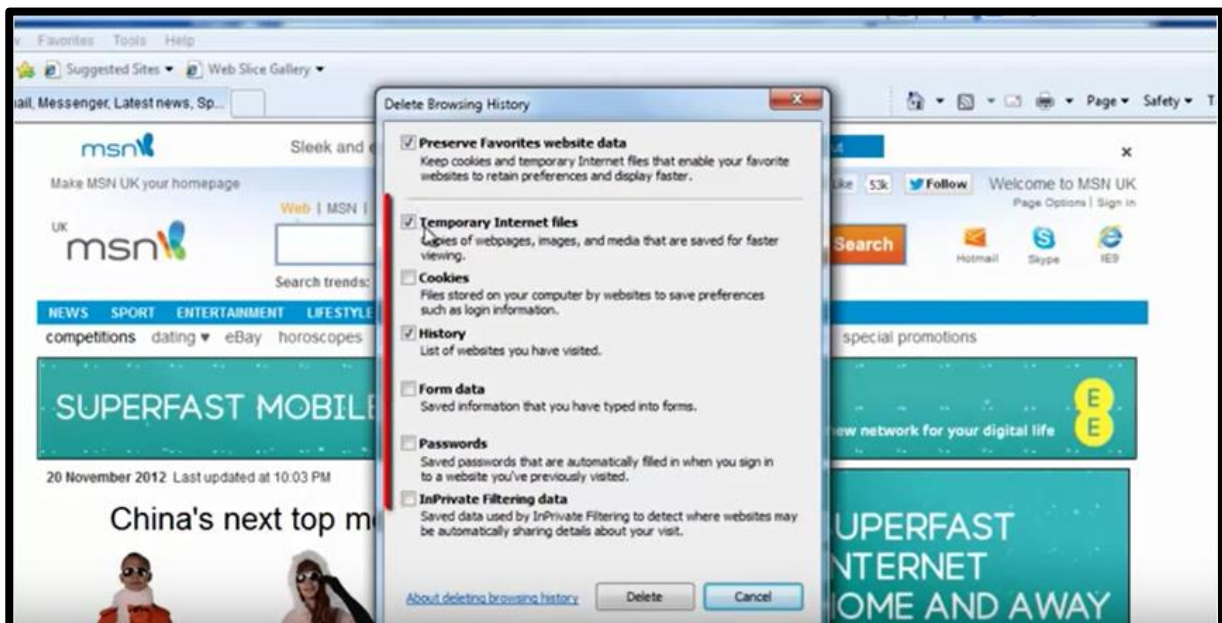 Favorites Tools Help
Suggested Sites Web Slice Gallery
ail, Messenger, Latest news, Sp...
Page Safety T
Delete Browsing History
Preserve Favorites website data
Keep cookies and temporary Internet files that enable your favorite
websites to retain preferences and display faster.
Temporary Internet files
Copies of webpages, images, and media that are saved for faster
viewing.
Cookies
Files stored on your computer by websites to save preferences
such as login information.
History
List of websites you have visited.
Form data
Saved information that you have typed into forms.
Passwords
Saved passwords that are automatically filled in when you sign in
to a website you've previously visited.
InPrivate Filtering data
Saved data used by InPrivate Filtering to detect where websites may
be automatically sharing details about your visit.
About deleting browsing history Delete Cancel
msn Sleek and
Make MSN UK your homepage
Like 53k Follow Welcome to MSN UK
Page Options | Sign in
Web | MSN |
UK
msn
Search
Hotmail Skype IE9
Search trends:
NEWS SPORT ENTERTAINMENT LIFESTYLE
competitions dating eBay horoscopes special promotions
SUPERFAST MOBILE
new network for your digital life
EE
20 November 2012 Last updated at 10:03 PM
China's next top m
UPERFAST
NTERNET
OME AND AWAY